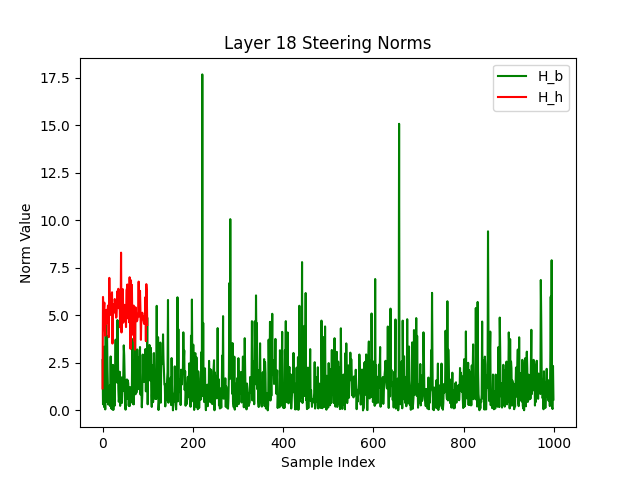 Layer 18 Steering Norms
H_b
H_h
Norm Value
17.5
15.0
12.5
10.0
7.5
5.0
2.5
0.0
0 200 400 600 800 1000
Sample Index